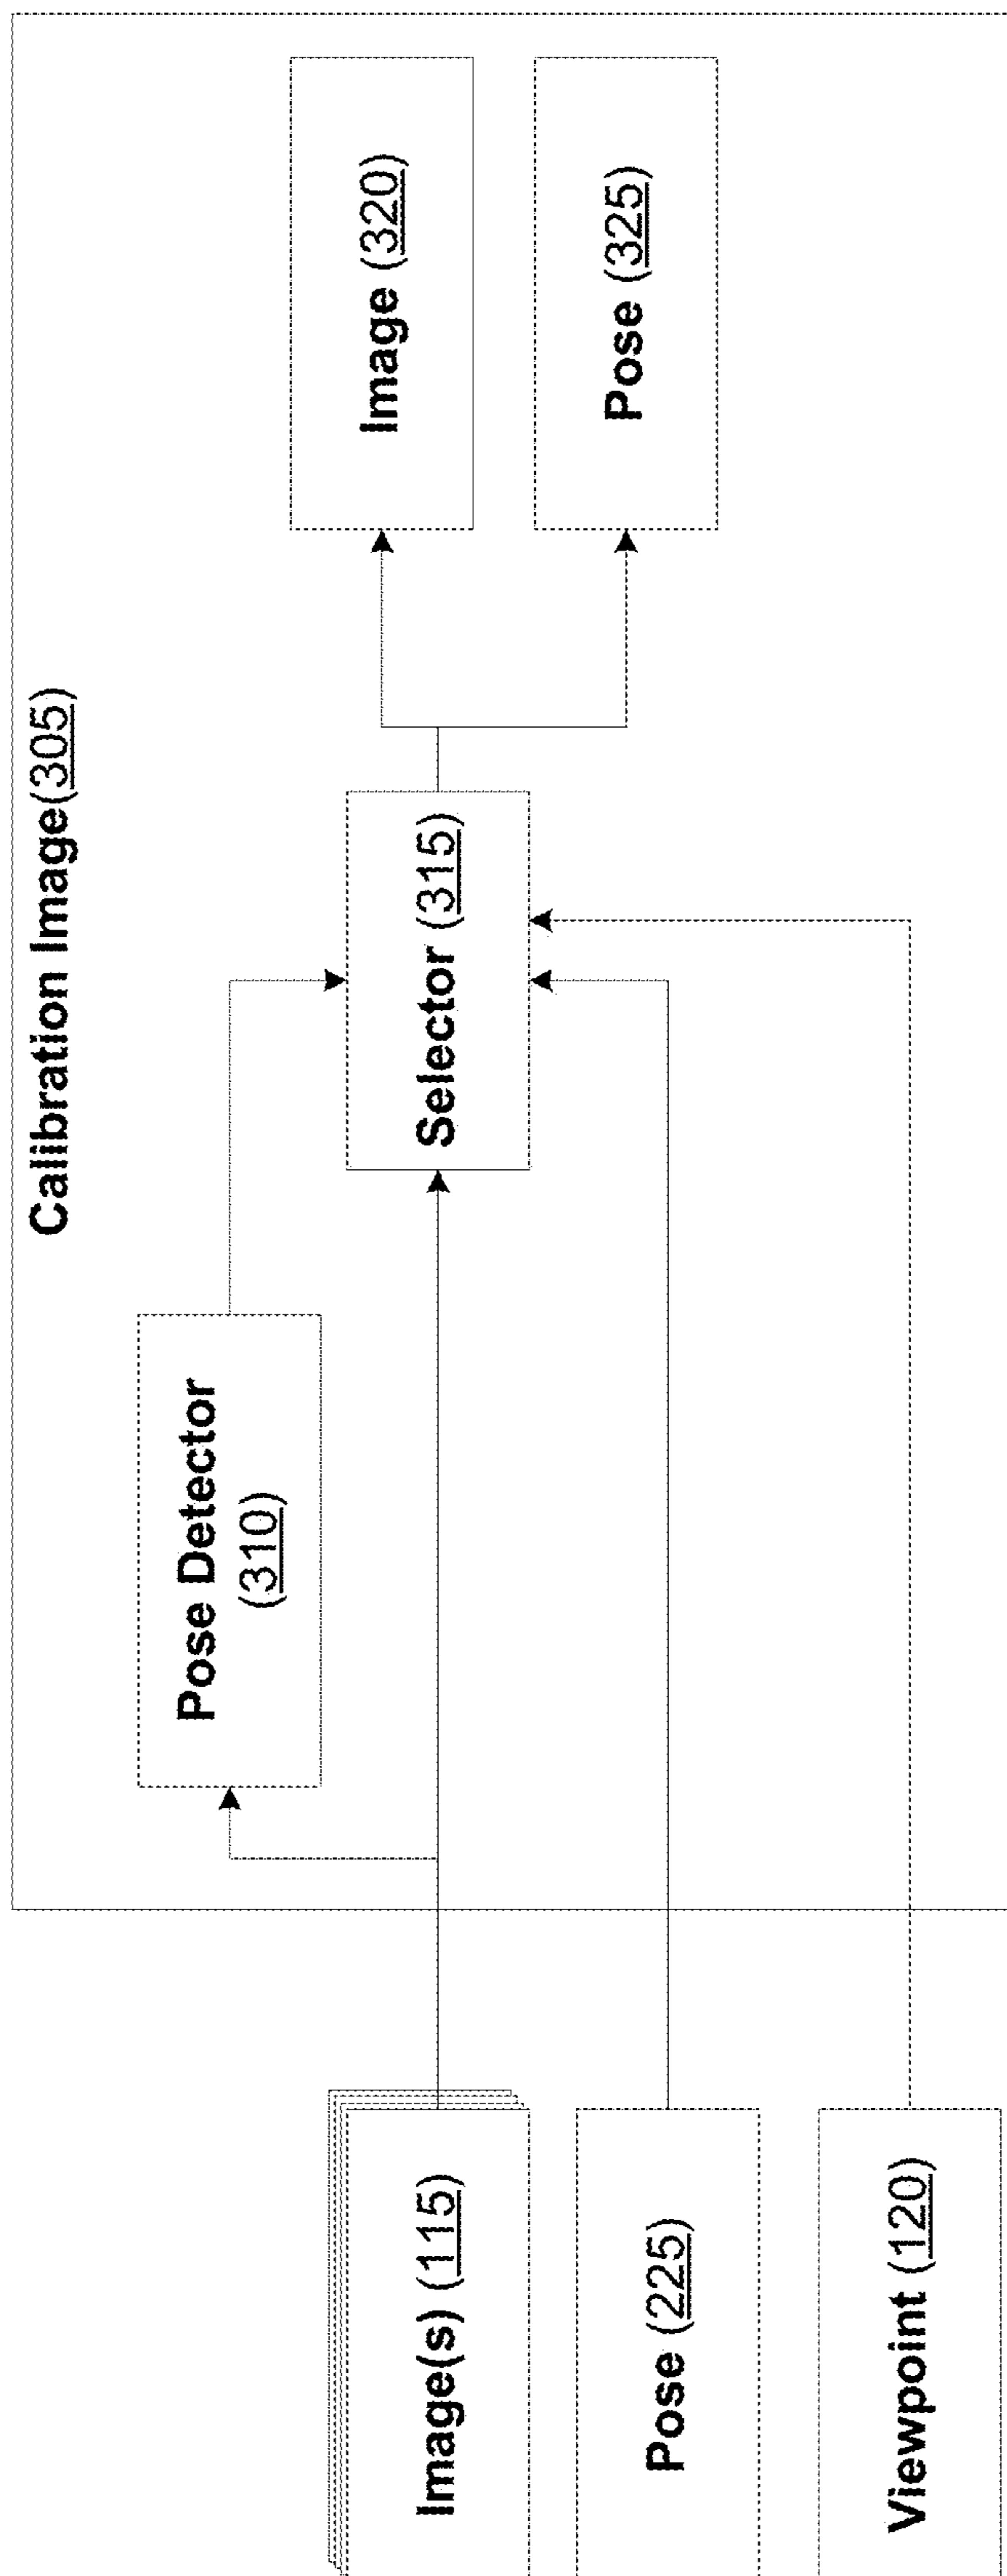 Calibration Image(305)
Pose Detector
(310)
Image(s) (115)
Selector (315)
Image (320)
Pose (225)
Pose (325)
Viewpoint (120)